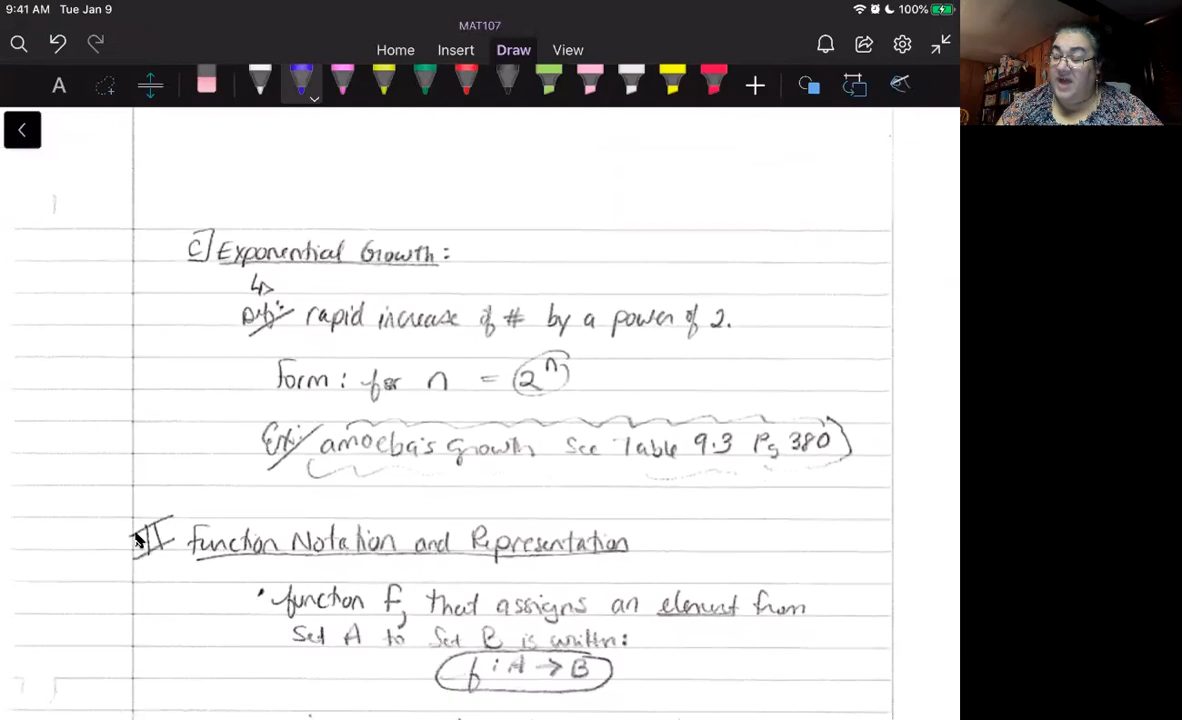 9:41 AM Tue Jan 9
100%
MAT107
Home Insert Draw View
A
C] Exponential Growth:
Def: rapid increase of # by a power of 2.
Form: for n = 2^n
Ex: amoeba's growth See Table 9.3 Pg 380
II Function Notation and Representation
• function f, that assigns an element from
Set A to Set B is written:
f : A → B